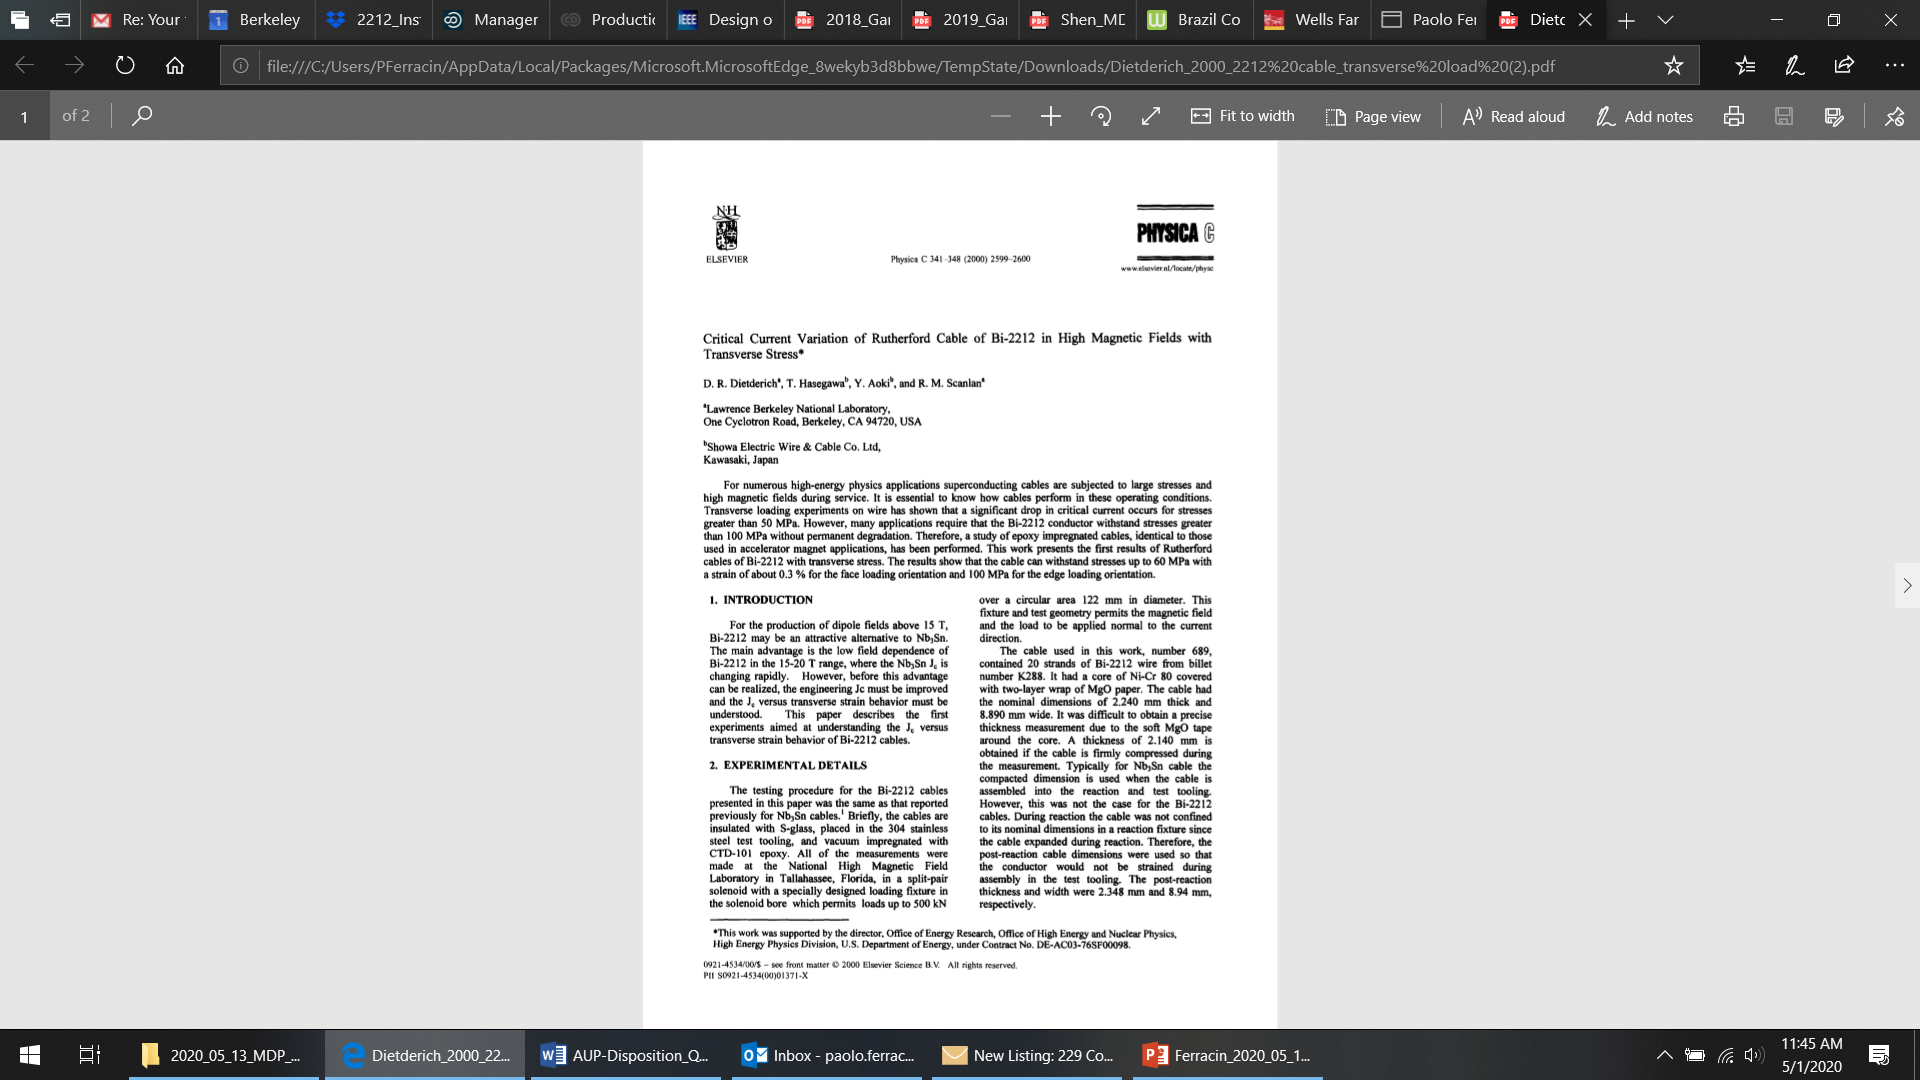 Re: Your
Berkeley
2212_Ins
Manager
Productio
IEEE
Design o
2018_Gar
2019_Gar
Shen_MD
Brazil Co
Wells Far
Paolo Fer
Dietc
file:///C:/Users/PFerracin/AppData/Local/Packages/Microsoft.MicrosoftEdge_8wekyb3d8bbwe/TempState/Downloads/Dietderich_2000_2212%20cable_transverse%20load%20(2).pdf
1 of 2
Fit to width
Page view
Read aloud
Add notes
N·H
ELSEVIER
Physica C 341–348 (2000) 2599–2600
PHYSICA C
www.elsevier.nl/locate/physc
Critical Current Variation of Rutherford Cable of Bi-2212 in High Magnetic Fields with
Transverse Stress*
D. R. Dietderichª, T. Hasegawaᵇ, Y. Aokiᵇ, and R. M. Scanlanª
ªLawrence Berkeley National Laboratory,
One Cyclotron Road, Berkeley, CA 94720, USA
ᵇShowa Electric Wire & Cable Co. Ltd,
Kawasaki, Japan
For numerous high-energy physics applications superconducting cables are subjected to large stresses and
high magnetic fields during service. It is essential to know how cables perform in these operating conditions.
Transverse loading experiments on wire has shown that a significant drop in critical current occurs for stresses
greater than 50 MPa. However, many applications require that the Bi-2212 conductor withstand stresses greater
than 100 MPa without permanent degradation. Therefore, a study of epoxy impregnated cables, identical to those
used in accelerator magnet applications, has been performed. This work presents the first results of Rutherford
cables of Bi-2212 with transverse stress. The results show that the cable can withstand stresses up to 60 MPa with
a strain of about 0.3 % for the face loading orientation and 100 MPa for the edge loading orientation.
1. INTRODUCTION
For the production of dipole fields above 15 T,
Bi-2212 may be an attractive alternative to Nb₃Sn.
The main advantage is the low field dependence of
Bi-2212 in the 15-20 T range, where the Nb₃Sn J꜀ is
changing rapidly. However, before this advantage
can be realized, the engineering Jc must be improved
and the J꜀ versus transverse strain behavior must be
understood. This paper describes the first
experiments aimed at understanding the J꜀ versus
transverse strain behavior of Bi-2212 cables.
2. EXPERIMENTAL DETAILS
The testing procedure for the Bi-2212 cables
presented in this paper was the same as that reported
previously for Nb₃Sn cables.¹ Briefly, the cables are
insulated with S-glass, placed in the 304 stainless
steel test tooling, and vacuum impregnated with
CTD-101 epoxy. All of the measurements were
made at the National High Magnetic Field
Laboratory in Tallahassee, Florida, in a split-pair
solenoid with a specially designed loading fixture in
the solenoid bore which permits loads up to 500 kN
over a circular area 122 mm in diameter. This
fixture and test geometry permits the magnetic field
and the load to be applied normal to the current
direction.
The cable used in this work, number 689,
contained 20 strands of Bi-2212 wire from billet
number K288. It had a core of Ni-Cr 80 covered
with two-layer wrap of MgO paper. The cable had
the nominal dimensions of 2.240 mm thick and
8.890 mm wide. It was difficult to obtain a precise
thickness measurement due to the soft MgO tape
around the core. A thickness of 2.140 mm is
obtained if the cable is firmly compressed during
the measurement. Typically for Nb₃Sn cable the
compacted dimension is used when the cable is
assembled into the reaction and test tooling.
However, this was not the case for the Bi-2212
cables. During reaction the cable was not confined
to its nominal dimensions in a reaction fixture since
the cable expanded during reaction. Therefore, the
post-reaction cable dimensions were used so that
the conductor would not be strained during
assembly in the test tooling. The post-reaction
thickness and width were 2.348 mm and 8.94 mm,
respectively.
*This work was supported by the director, Office of Energy Research, Office of High Energy and Nuclear Physics,
High Energy Physics Division, U.S. Department of Energy, under Contract No. DE-AC03-76SF00098.
0921-4534/00/$ – see front matter © 2000 Elsevier Science B.V. All rights reserved.
PII S0921-4534(00)01371-X
2020_05_13_MDP_...
Dietderich_2000_22...
AUP-Disposition_Q...
Inbox - paolo.ferrac...
New Listing: 229 Co...
Ferracin_2020_05_1...
11:45 AM
5/1/2020